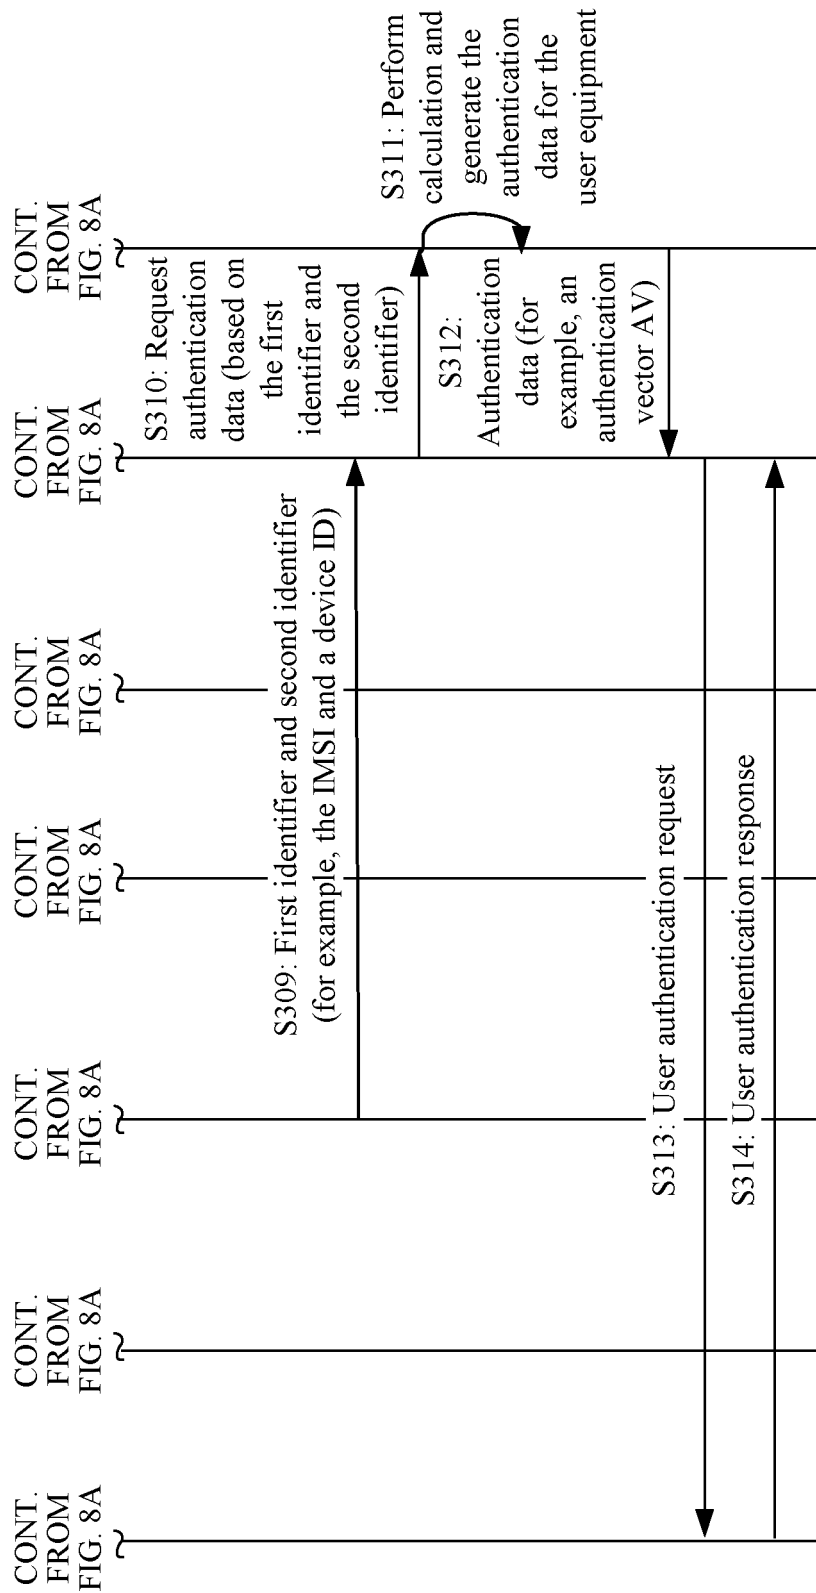 CONT.
FROM
FIG. 8A
CONT.
FROM
FIG. 8A
CONT.
FROM
FIG. 8A
CONT.
FROM
FIG. 8A
CONT.
FROM
FIG. 8A
CONT.
FROM
FIG. 8A
CONT.
FROM
FIG. 8A
S309: First identifier and second identifier
(for example, the IMSI and a device ID)
S310: Request
authentication
data (based on
the first
identifier and
the second
identifier)
S311: Perform
calculation and
generate the
authentication
data for the
user equipment
S312:
Authentication
data (for
example, an
authentication
vector AV)
S313: User authentication request
S314: User authentication response